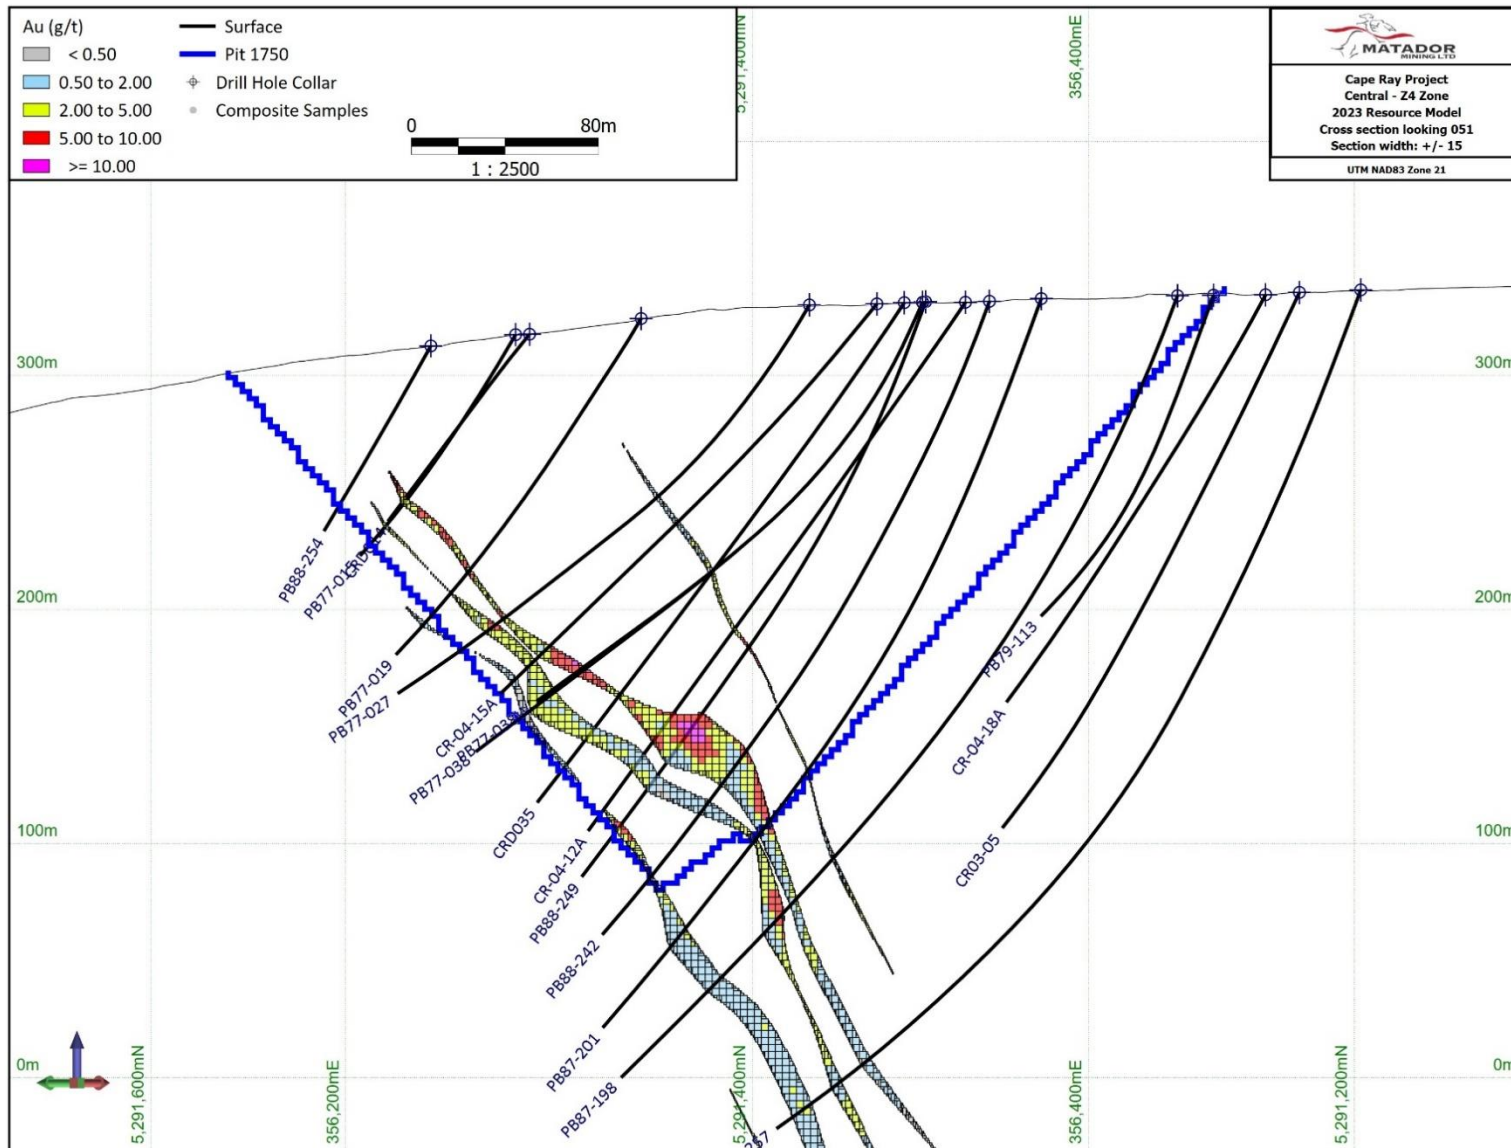 Au (g/t)
< 0.50
0.50 to 2.00
2.00 to 5.00
5.00 to 10.00
>= 10.00
Surface
Pit 1750
Drill Hole Collar
Composite Samples
0 80m
1 : 2500
5,291,400mN
356,400mE
MATADOR
MINING LTD
Cape Ray Project
Central - Z4 Zone
2023 Resource Model
Cross section looking 051
Section width: +/- 15
UTM NAD83 Zone 21
300m
300m
200m
200m
100m
100m
0m
0m
PB88-254
PB77-015
PB77-019
PB77-027
CR-04-15A
PB77-038
CRD035
CR-04-12A
PB88-249
PB88-242
PB87-201
PB87-198
PB79-113
CR-04-18A
CR03-05
5,291,600mN
356,200mE
5,291,400mN
356,400mE
5,291,200mN